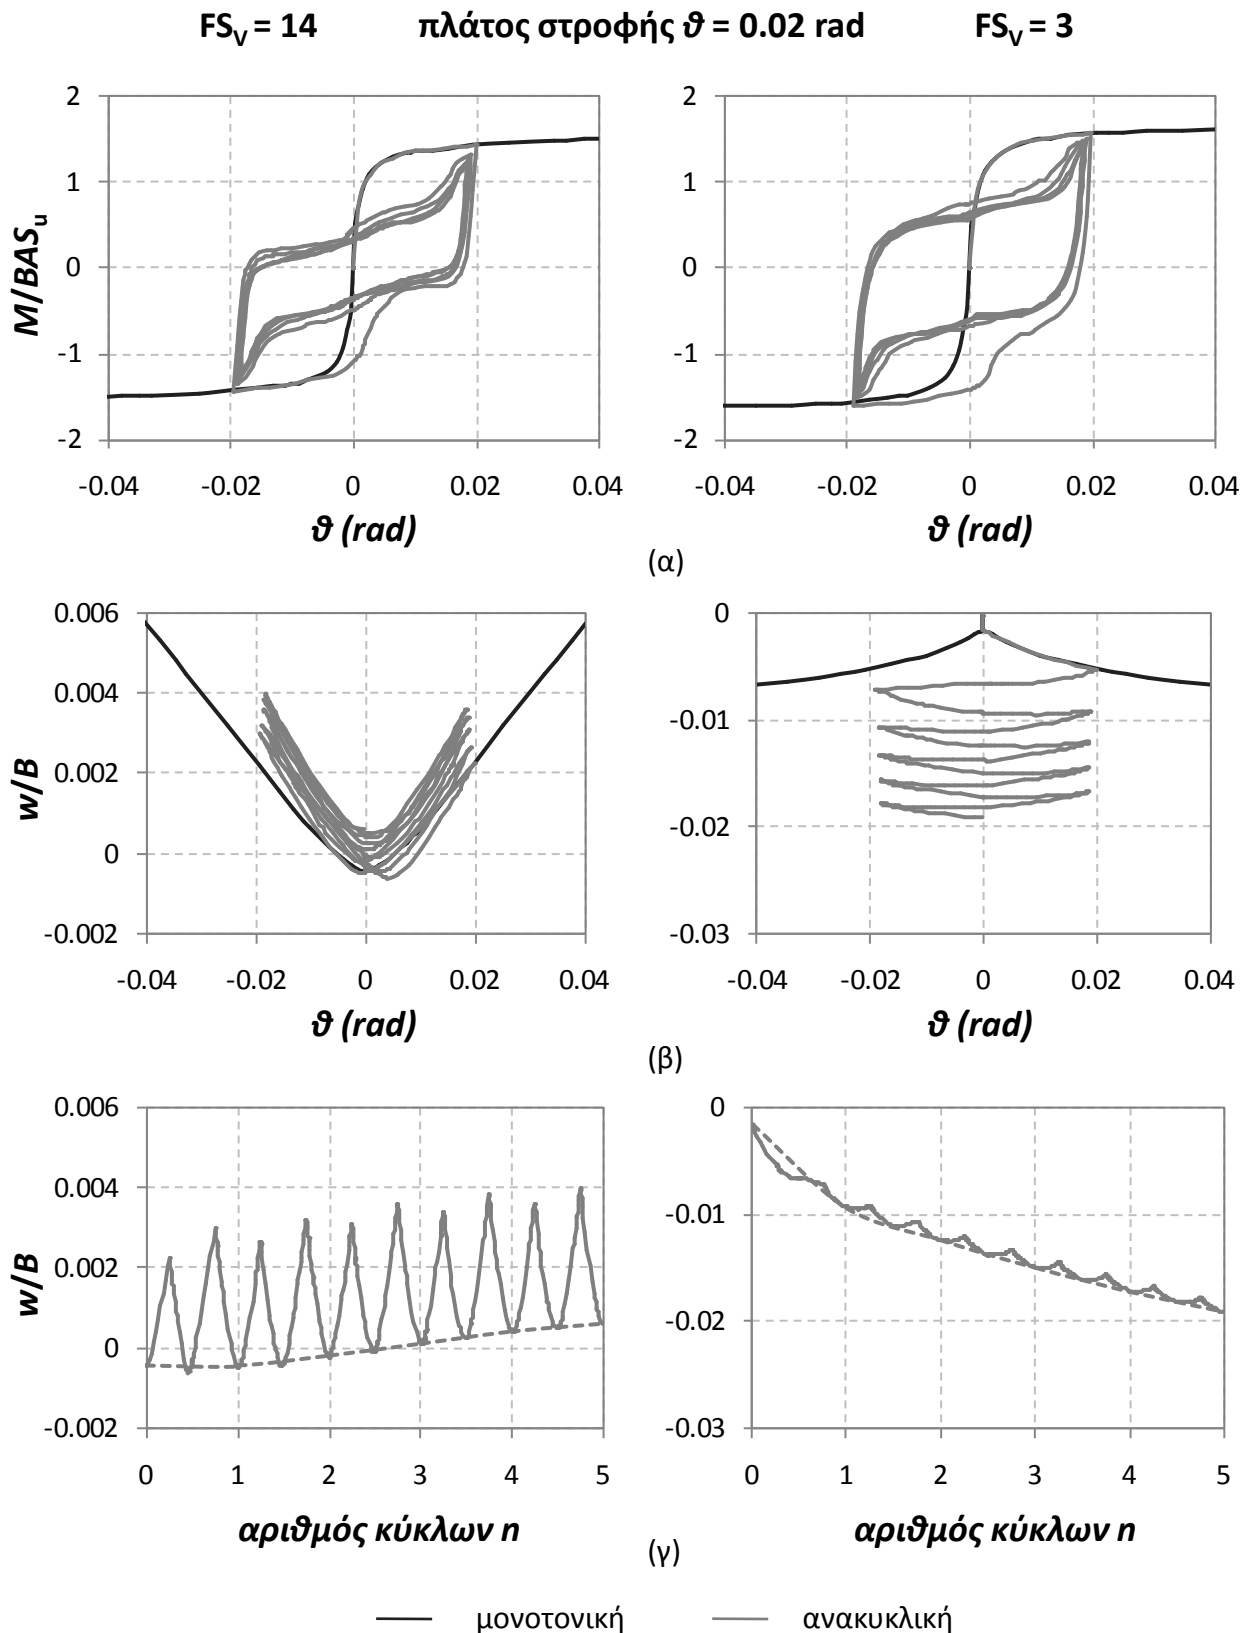 FSV = 14 πλάτος στροφής ϑ = 0.02 rad FSV = 3
2 2
1 1
0 0
-1 -1
-2 -2
M/BASu
-0.04 -0.02 0 0.02 0.04 -0.04 -0.02 0 0.02 0.04
ϑ (rad) ϑ (rad)
(α)
0.006 0
0.004 -0.01
0.002 -0.02
0 -0.03
-0.002
w/B
-0.04 -0.02 0 0.02 0.04 -0.04 -0.02 0 0.02 0.04
ϑ (rad) ϑ (rad)
(β)
0.006 0
0.004 -0.01
0.002 -0.02
0 -0.03
-0.002
w/B
0 1 2 3 4 5 0 1 2 3 4 5
αριϑμός κύκλων n αριϑμός κύκλων n
(γ)
μονοτονική ανακυκλική